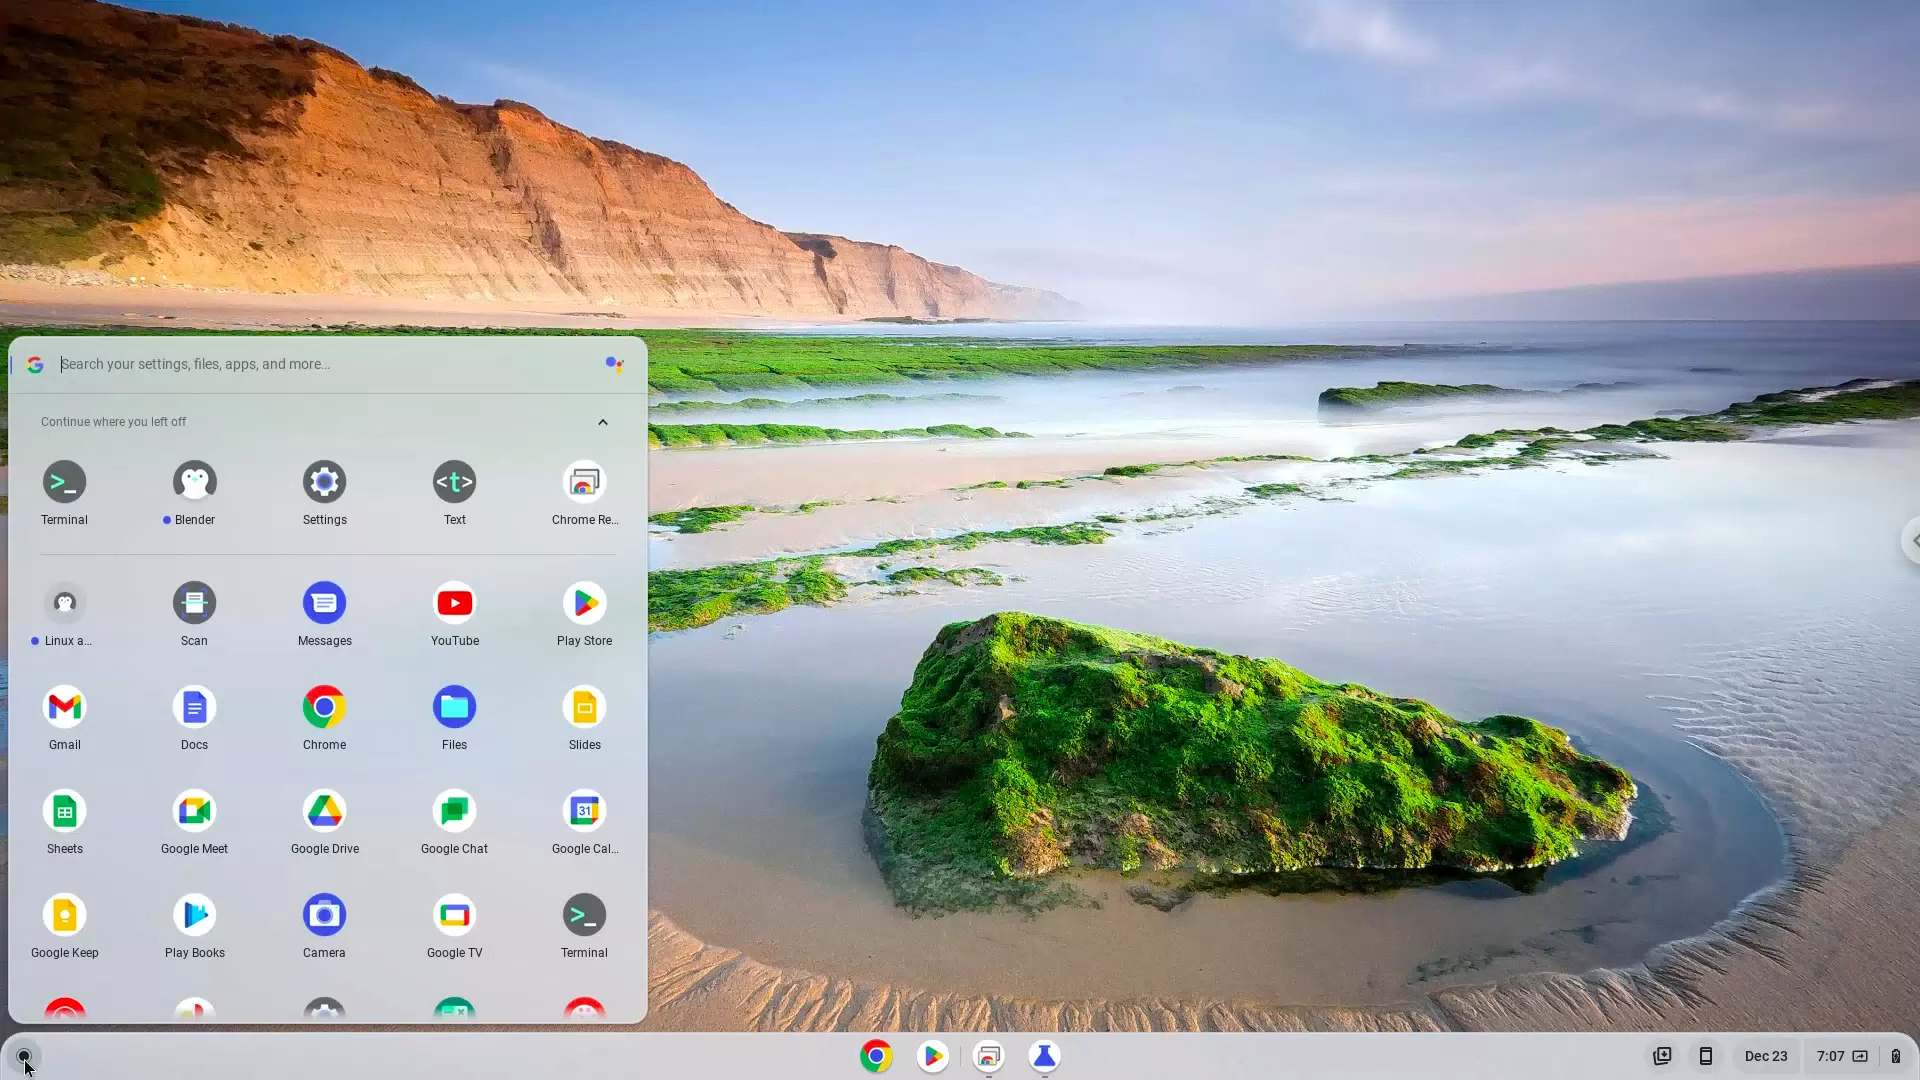 Search your settings, files, apps, and more...
Continue where you left off
Terminal
Blender
Settings
Text
Chrome Re...
Linux a...
Scan
Messages
YouTube
Play Store
Gmail
Docs
Chrome
Files
Slides
Sheets
Google Meet
Google Drive
Google Chat
Google Cal...
Google Keep
Play Books
Camera
Google TV
Terminal
Dec 23
7:07